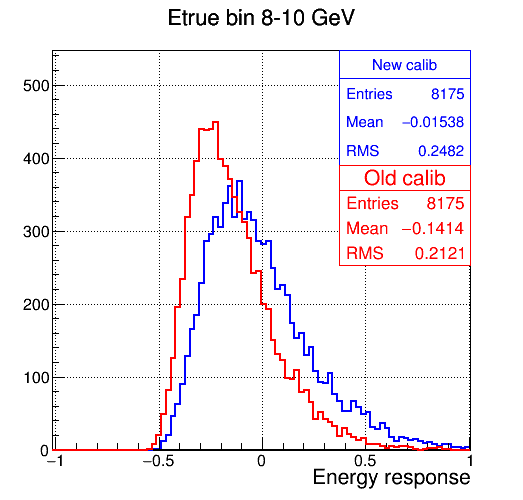 Etrue bin 8-10 GeV
New calib
Entries 8175
Mean −0.01538
RMS 0.2482
Old calib
Entries 8175
Mean −0.1414
RMS 0.2121
500
400
300
200
100
0
−1 −0.5 0 0.5 1
Energy response